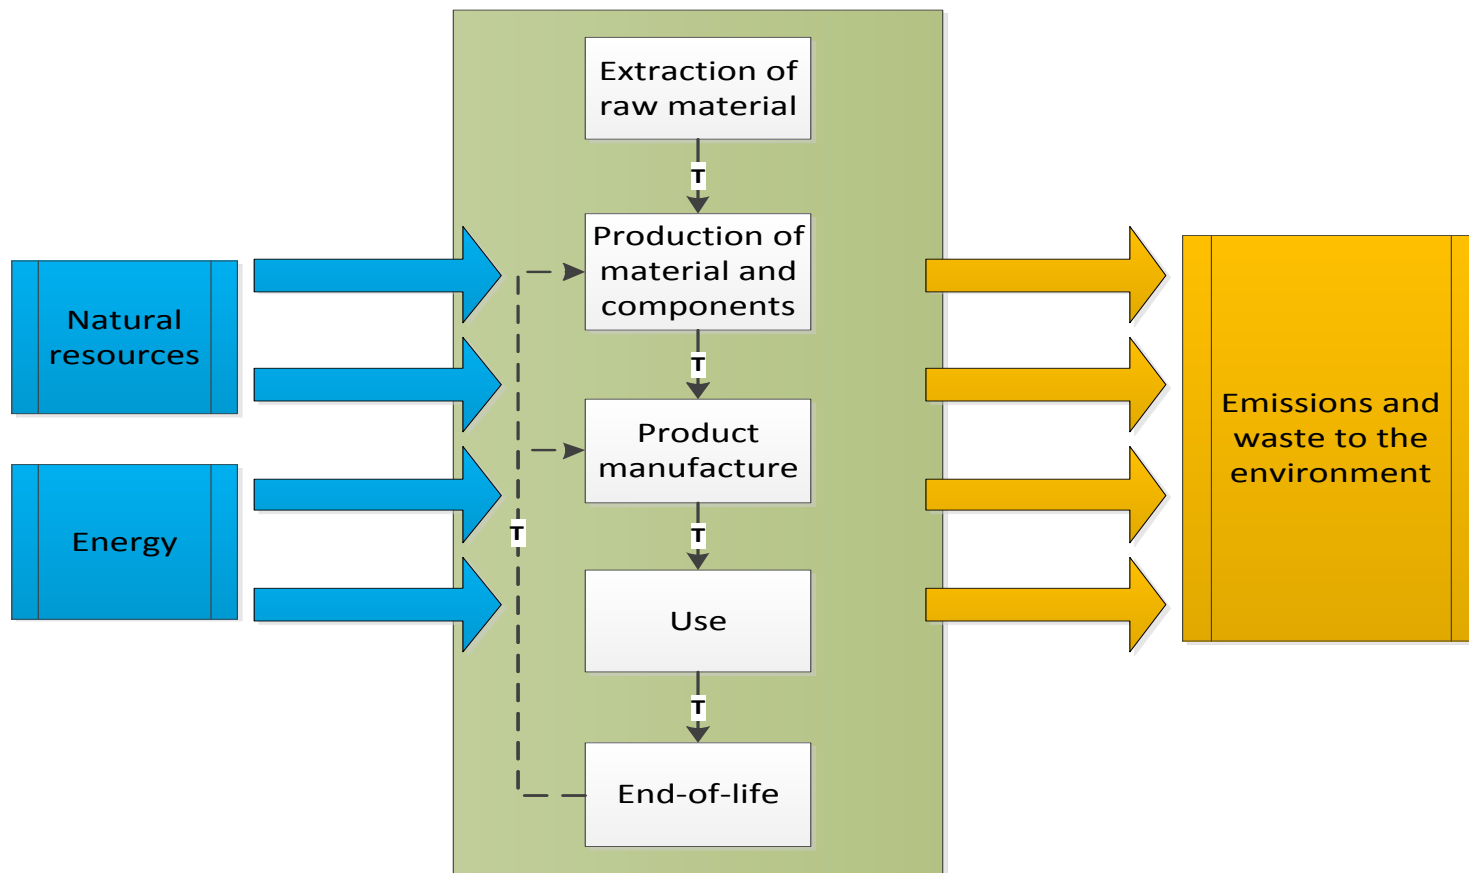 Extraction of
raw material
T
Production of
material and
components
T
Product
manufacture
T
T
Use
T
End-of-life
Natural
resources
Energy
Emissions and
waste to the
environment